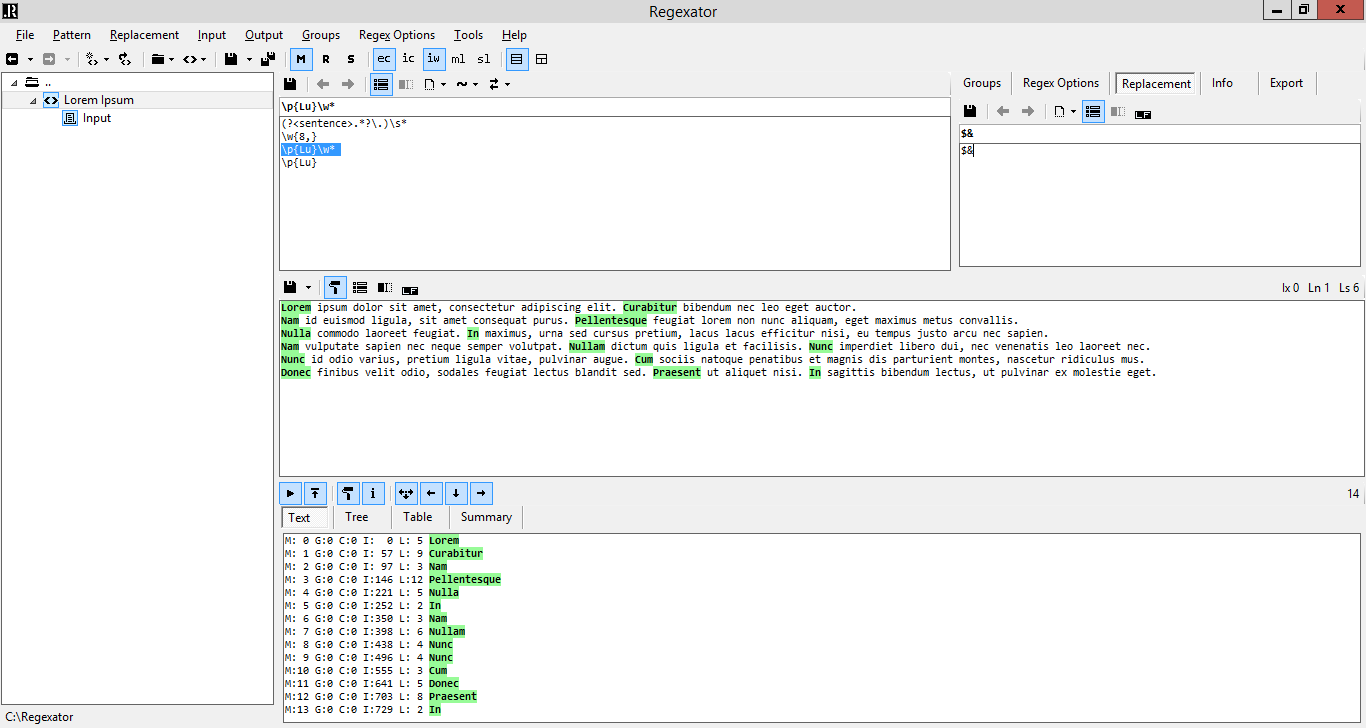 .R Regexator
File Pattern Replacement Input Output Groups Regex Options Tools Help
M R S ec ic iw ml sl
..
Lorem Ipsum
Input
C:\Regexator
\p{Lu}\w*
(?<sentence>.*?\.)\s*
\w{8,}
\p{Lu}\w*
\p{Lu}
Groups Regex Options Replacement Info Export
LF
$&
$&
LF
Ix 0 Ln 1 Ls 6
Lorem ipsum dolor sit amet, consectetur adipiscing elit. Curabitur bibendum nec leo eget auctor.
Nam id euismod ligula, sit amet consequat purus. Pellentesque feugiat lorem non nunc aliquam, eget maximus metus convallis.
Nulla commodo laoreet feugiat. In maximus, urna sed cursus pretium, lacus lacus efficitur nisi, eu tempus justo arcu nec sapien.
Nam vulputate sapien nec neque semper volutpat. Nullam dictum quis ligula et facilisis. Nunc imperdiet libero dui, nec venenatis leo laoreet nec.
Nunc id odio varius, pretium ligula vitae, pulvinar augue. Cum sociis natoque penatibus et magnis dis parturient montes, nascetur ridiculus mus.
Donec finibus velit odio, sodales feugiat lectus blandit sed. Praesent ut aliquet nisi. In sagittis bibendum lectus, ut pulvinar ex molestie eget.
14
Text Tree Table Summary
M: 0 G:0 C:0 I:  0 L: 5 Lorem
M: 1 G:0 C:0 I: 57 L: 9 Curabitur
M: 2 G:0 C:0 I: 97 L: 3 Nam
M: 3 G:0 C:0 I:146 L:12 Pellentesque
M: 4 G:0 C:0 I:221 L: 5 Nulla
M: 5 G:0 C:0 I:252 L: 2 In
M: 6 G:0 C:0 I:350 L: 3 Nam
M: 7 G:0 C:0 I:398 L: 6 Nullam
M: 8 G:0 C:0 I:438 L: 4 Nunc
M: 9 G:0 C:0 I:496 L: 4 Nunc
M:10 G:0 C:0 I:555 L: 3 Cum
M:11 G:0 C:0 I:641 L: 5 Donec
M:12 G:0 C:0 I:703 L: 8 Praesent
M:13 G:0 C:0 I:729 L: 2 In